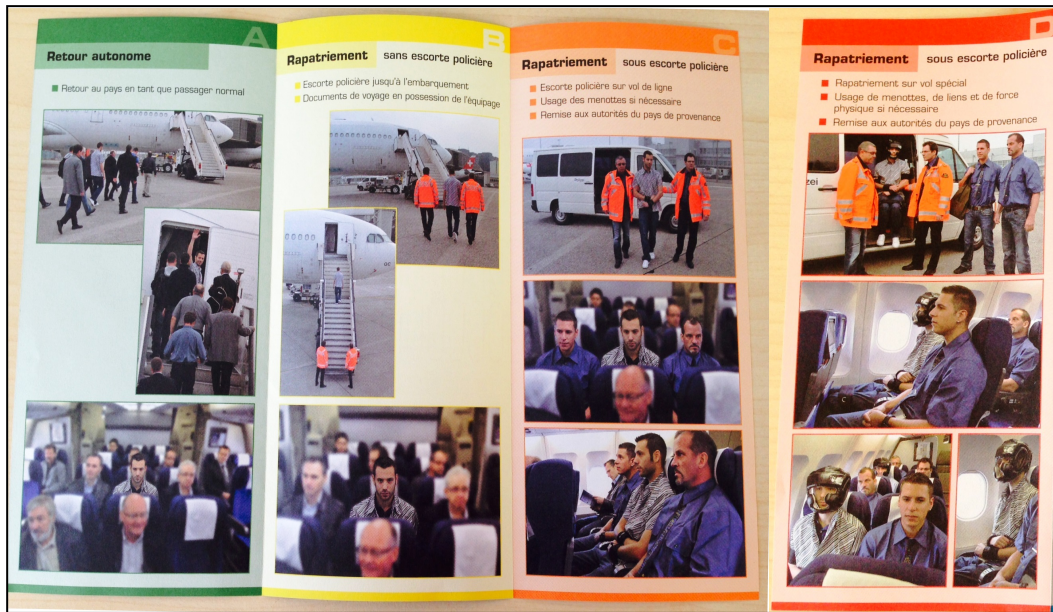 A
Retour autonome
Retour au pays en tant que passager normal
B
Rapatriement sans escorte policière
Escorte policière jusqu'à l'embarquement
Documents de voyage en possession de l'équipage
C
Rapatriement sous escorte policière
Escorte policière sur vol de ligne
Usage des menottes si nécessaire
Remise aux autorités du pays de provenance
D
Rapatriement sous escorte policière
Rapatriement sur vol spécial
Usage de menottes, de liens et de force
physique si nécessaire
Remise aux autorités du pays de provenance
zei